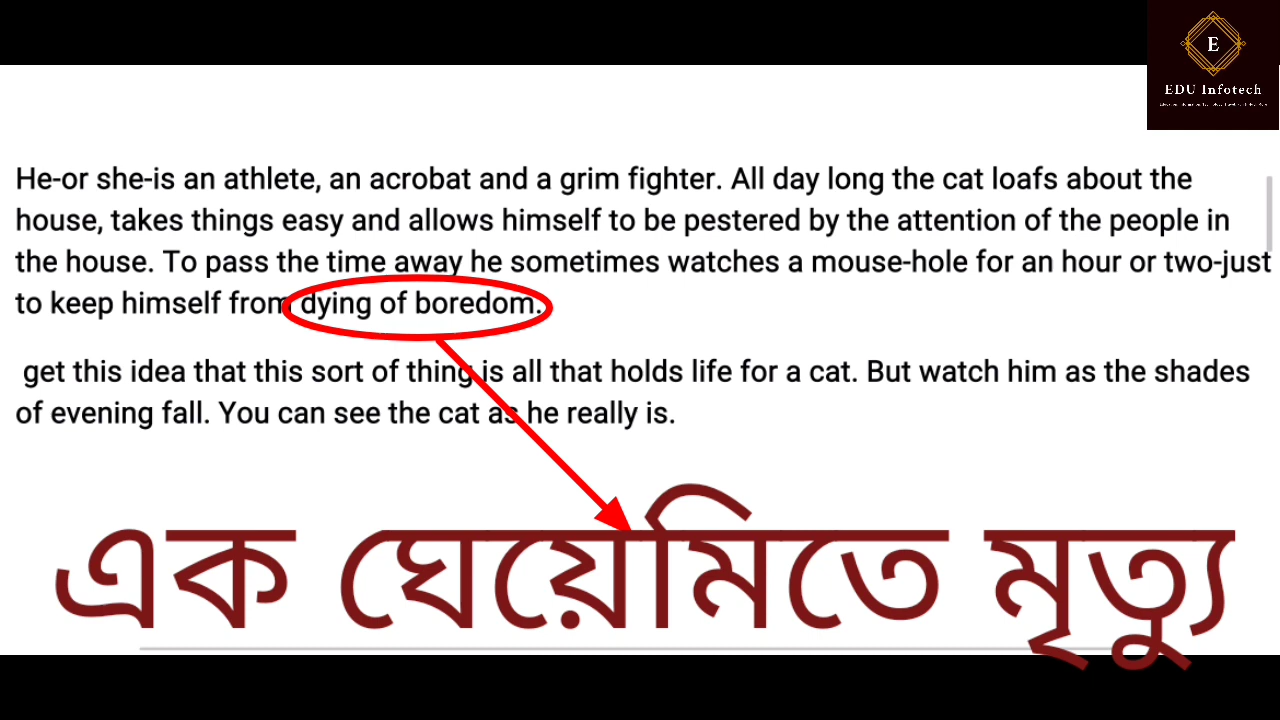 E
EDU Infotech
He-or she-is an athlete, an acrobat and a grim fighter. All day long the cat loafs about the
house, takes things easy and allows himself to be pestered by the attention of the people in
the house. To pass the time away he sometimes watches a mouse-hole for an hour or two-just
to keep himself from dying of boredom.
get this idea that this sort of thing is all that holds life for a cat. But watch him as the shades
of evening fall. You can see the cat as he really is.
এক ঘেয়েমিতে মৃত্যু